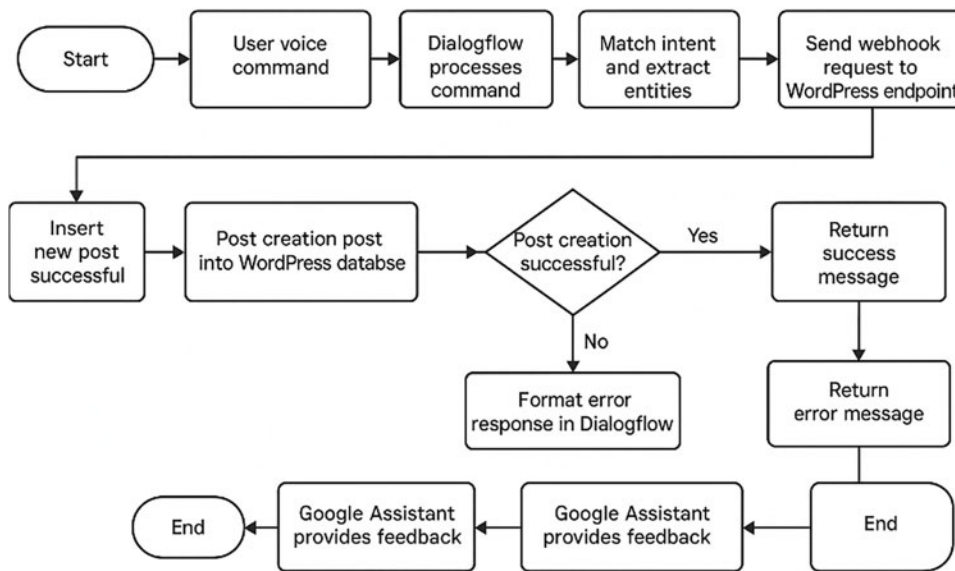 Start
User voice
command
Dialogflow
processes
command
Match intent
and extract
entities
Send webhook
request to
WordPress endpoint
Insert
new post
successful
Post creation post
into WordPress databse
Post creation
successful?
Yes
Return
success
message
No
Format error
response in Dialogflow
Return
error message
End
Google Assistant
provides feedback
Google Assistant
provides feedback
End